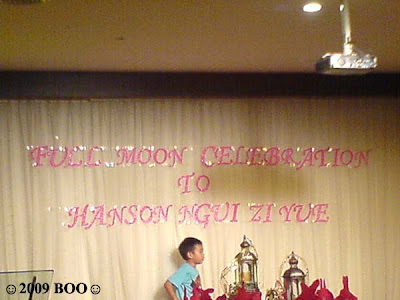 FULL MOON CELEBRATION
TO
HANSON NGUI ZI YUE
☺2009 BOO☺